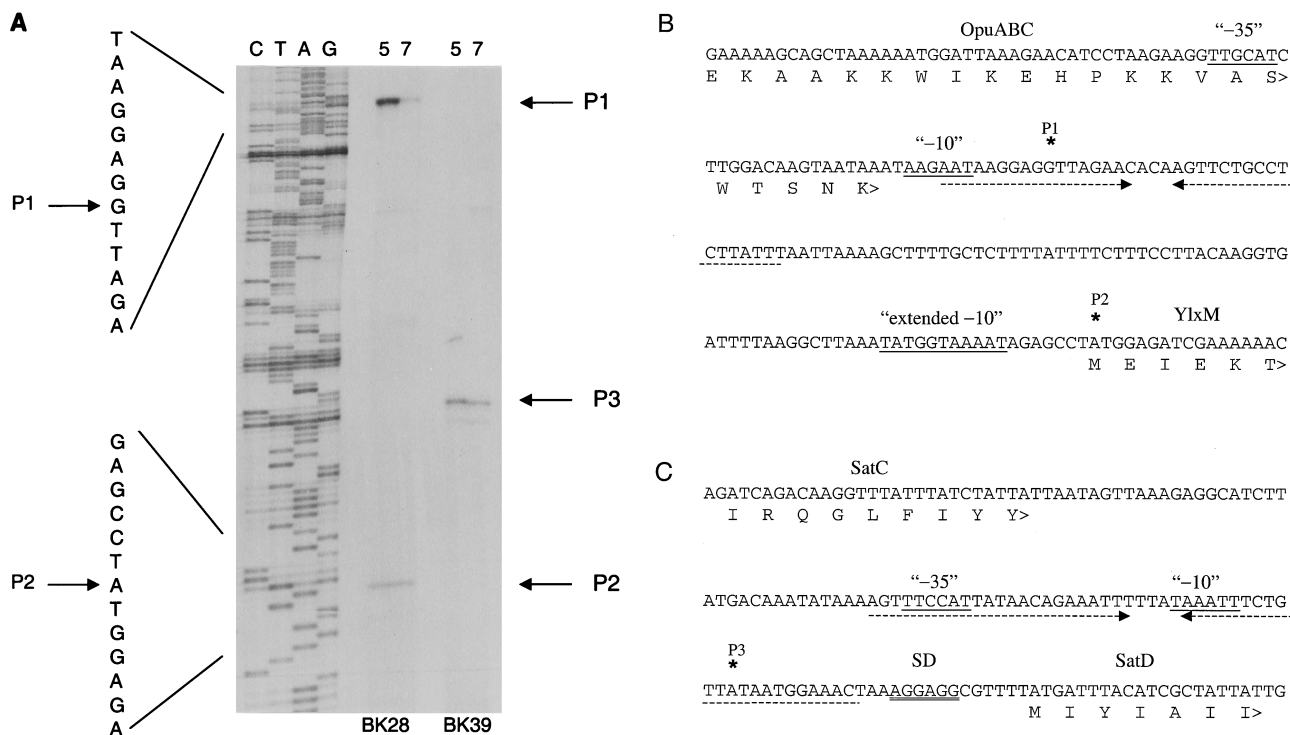 A
T
A
A
G
G
A
G
G
T
T
A
G
A
P1
G
A
G
C
C
T
A
T
G
G
A
G
A
P2
C T A G 5 7 5 7
P1
P3
P2
BK28 BK39
B
OpuABC “−35”
GAAAAAGCAGCTAAAAAATGGATTAAAGAACATCCTAAGAAGGTTGCATC
E K A A K K W I K E H P K K V A S>
“−10” P1
*
TTGGACAAGTAATAAATAAGAATAAGGAGGTTAGAACACAAGTTCTGCCT
W T S N K>
CTTATTTAATTAAAAGCTTTTGCTCTTTTATTTTCTTTCCTTACAAGGTG
“extended −10” P2 YlxM
*
ATTTTAAGGCTTAAATATGGTAAAATAGAGCCTATGGAGATCGAAAAAAC
M E I E K T>
C
SatC
AGATCAGACAAGGTTTATTTATCTATTATTAATAGTTAAAGAGGCATCTT
I R Q G L F I Y Y>
“−35” “−10”
ATGACAAATATAAAAGTTTCCATTATAACAGAAATTTTTATAAATTTCTG
P3 SD SatD
*
TTATAATGGAAACTAAAAGGAGGCGTTTTATGATTTACATCGCTATTATTG
M I Y I A I I>